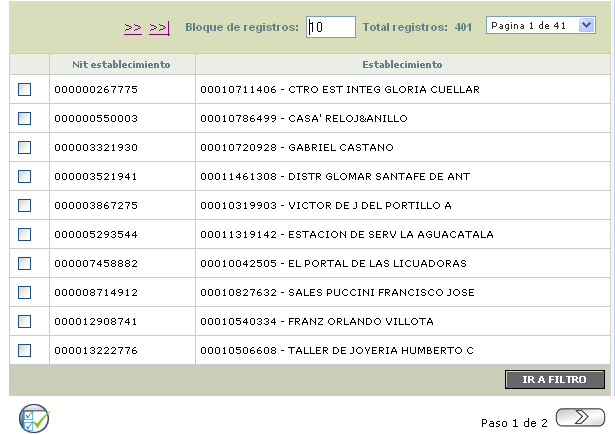 >> >>| Bloque de registros: 10 Total registros: 401 Pagina 1 de 41
Nit establecimiento Establecimiento
000000267775 00010711406 - CTRO EST INTEG GLORIA CUELLAR
000000550003 00010786499 - CASA' RELOJ&ANILLO
000003321930 00010720928 - GABRIEL CASTANO
000003521941 00011461308 - DISTR GLOMAR SANTAFE DE ANT
000003867275 00010319903 - VICTOR DE J DEL PORTILLO A
000005293544 00011319142 - ESTACION DE SERV LA AGUACATALA
000007458882 00010042505 - EL PORTAL DE LAS LICUADORAS
000008714912 00010827632 - SALES PUCCINI FRANCISCO JOSE
000012908741 00010540334 - FRANZ ORLANDO VILLOTA
000013222776 00010506608 - TALLER DE JOYERIA HUMBERTO C
IR A FILTRO
Paso 1 de 2